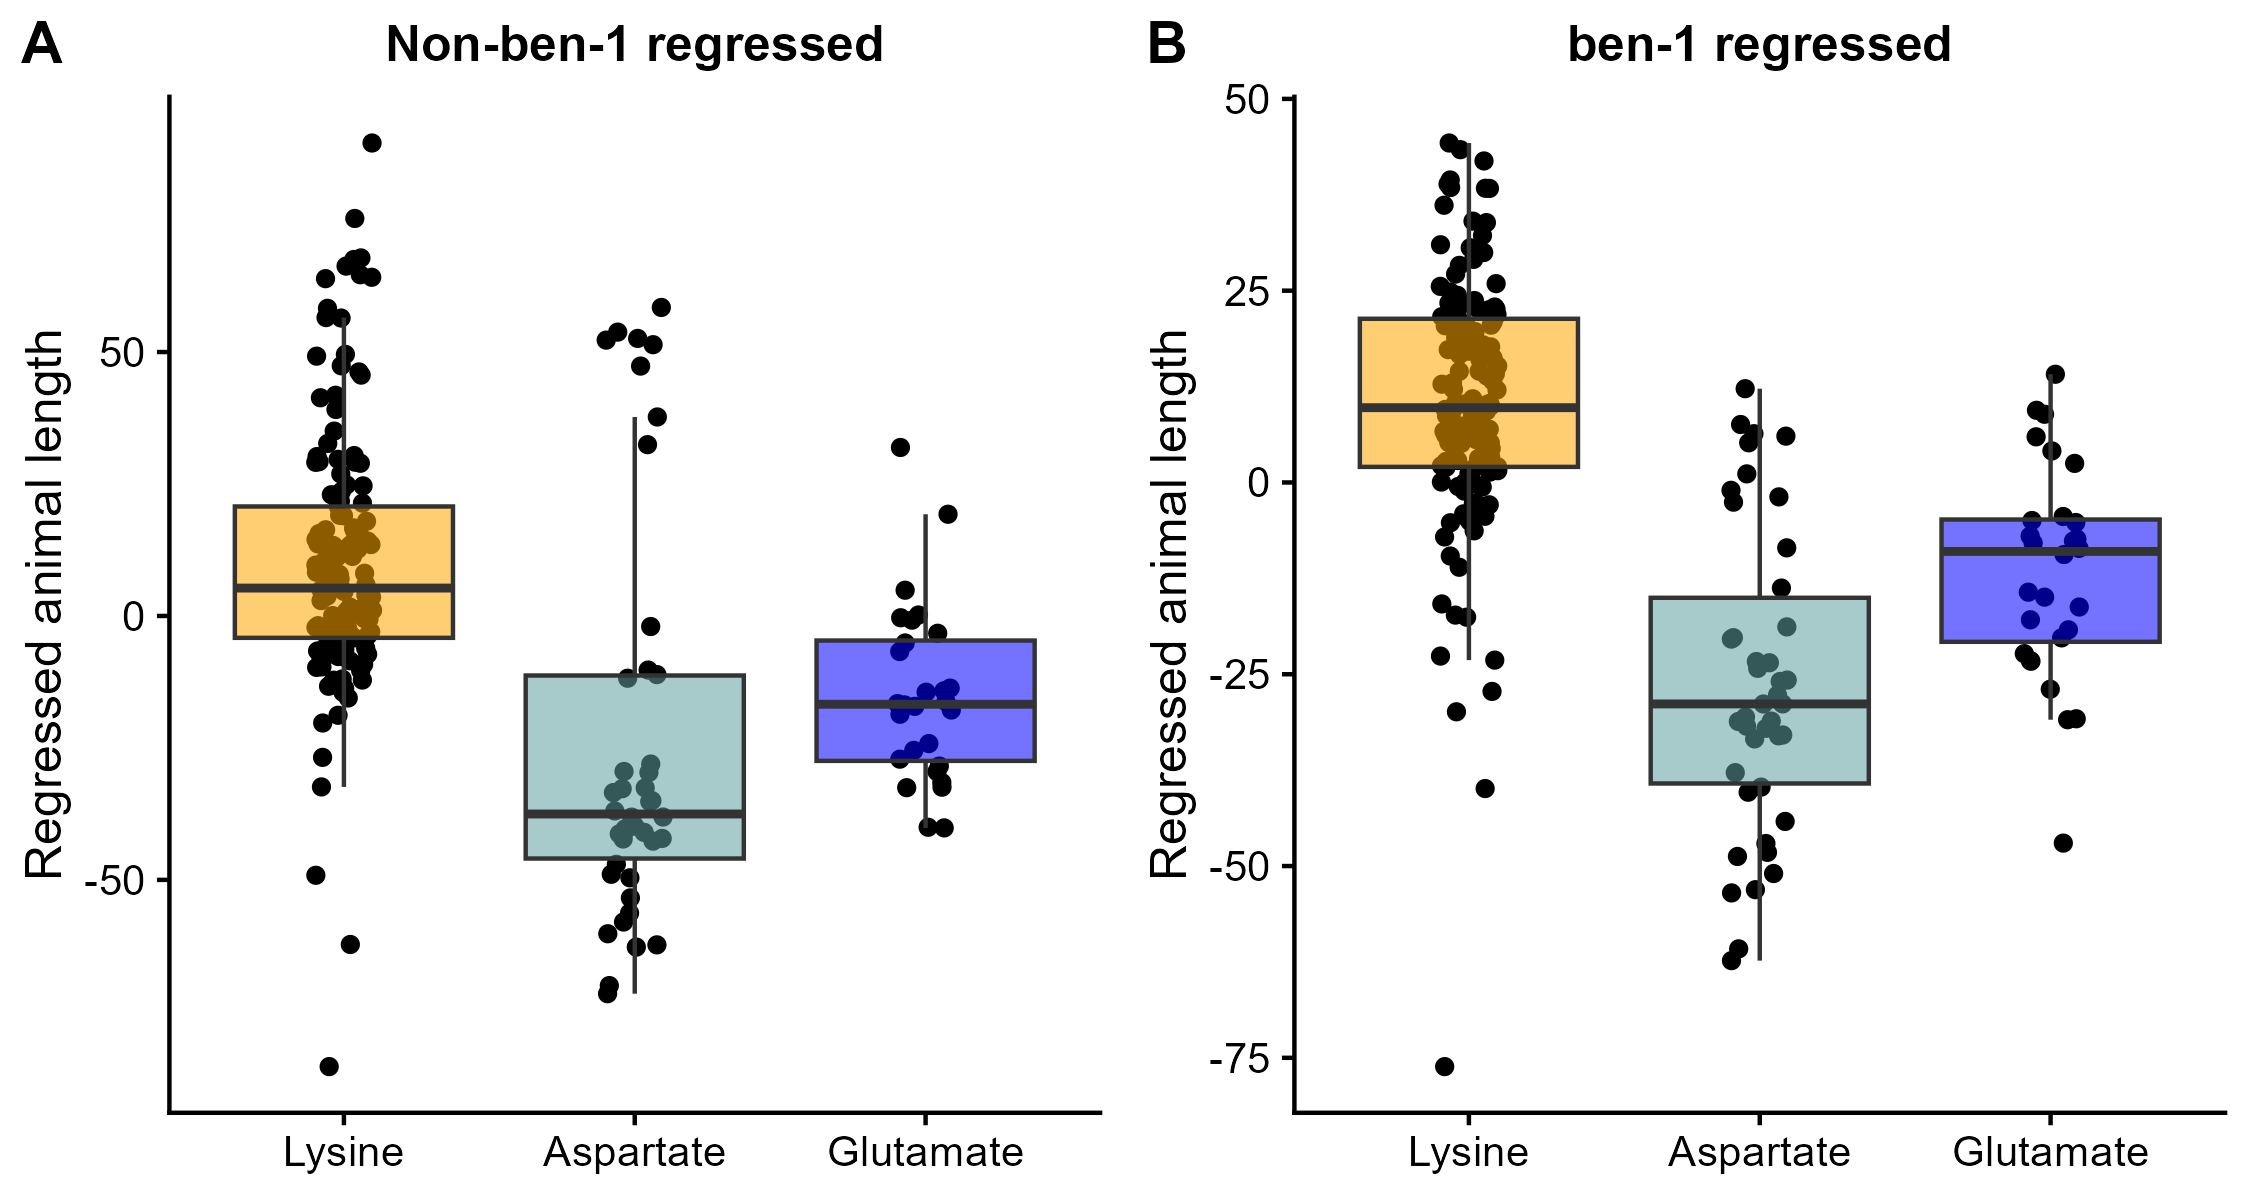 A
Non-ben-1 regressed
Regressed animal length
50
0
-50
Lysine
Aspartate
Glutamate
B
ben-1 regressed
Regressed animal length
50
25
0
-25
-50
-75
Lysine
Aspartate
Glutamate